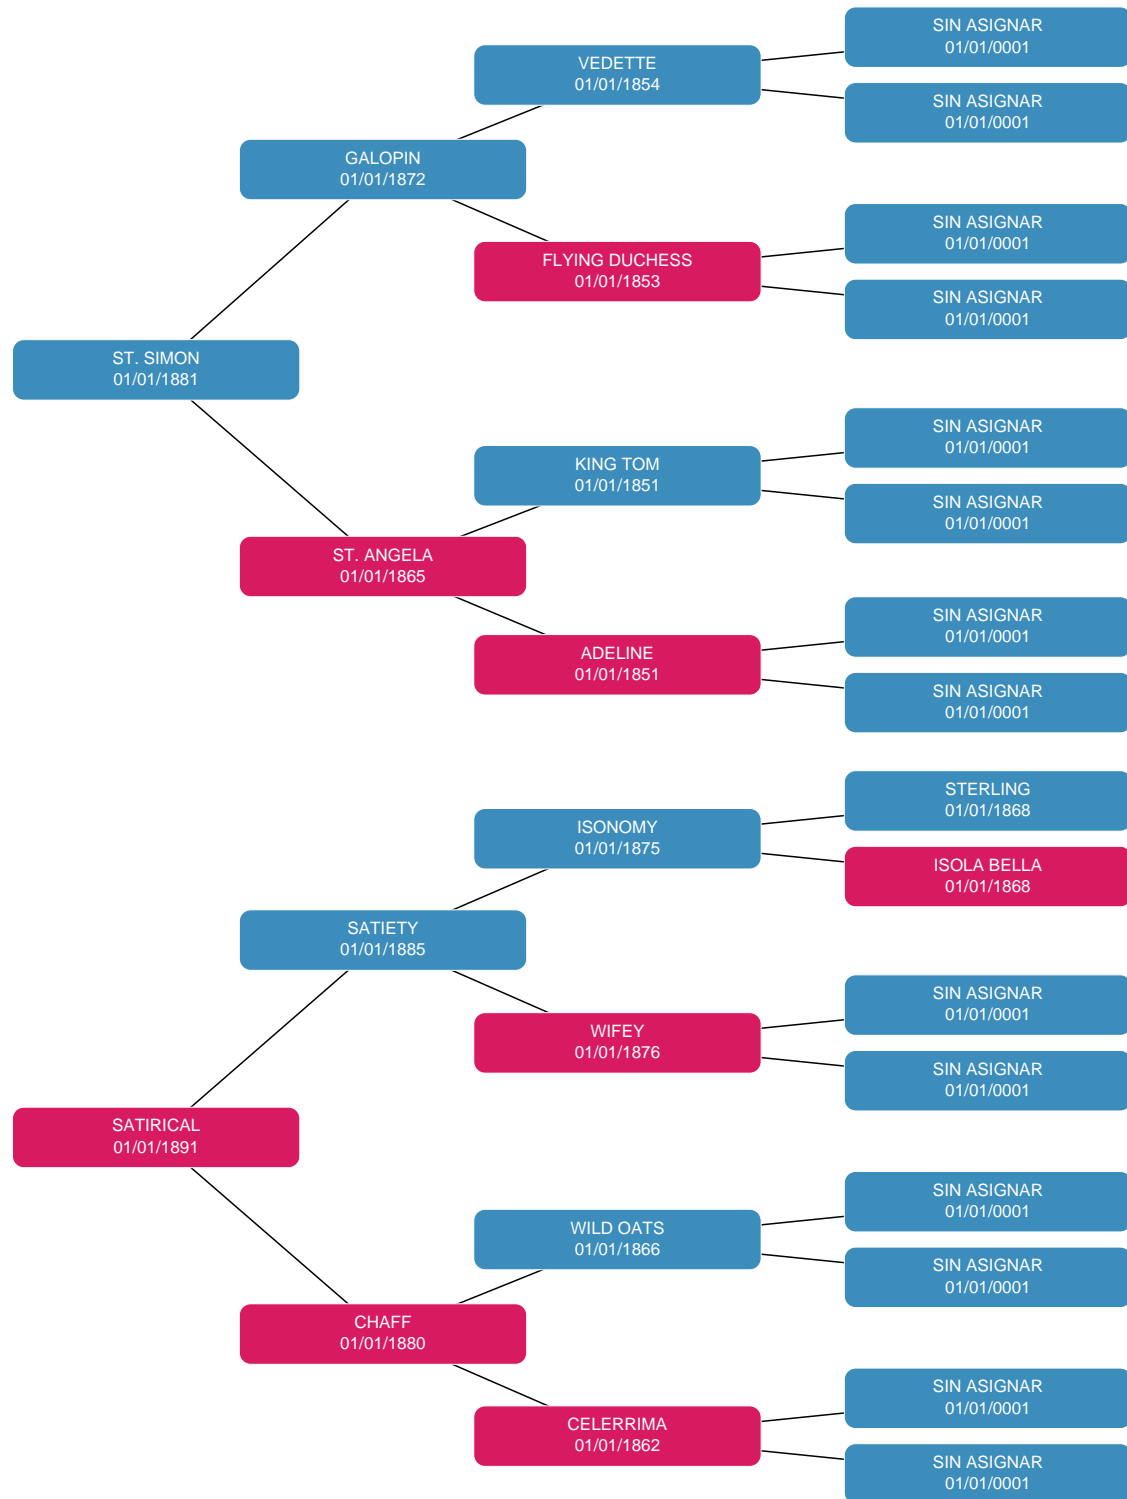 SIN ASIGNAR
01/01/0001
VEDETTE
01/01/1854
SIN ASIGNAR
01/01/0001
GALOPIN
01/01/1872
SIN ASIGNAR
01/01/0001
FLYING DUCHESS
01/01/1853
SIN ASIGNAR
01/01/0001
ST. SIMON
01/01/1881
SIN ASIGNAR
01/01/0001
KING TOM
01/01/1851
SIN ASIGNAR
01/01/0001
ST. ANGELA
01/01/1865
SIN ASIGNAR
01/01/0001
ADELINE
01/01/1851
SIN ASIGNAR
01/01/0001
STERLING
01/01/1868
ISONOMY
01/01/1875
ISOLA BELLA
01/01/1868
SATIETY
01/01/1885
SIN ASIGNAR
01/01/0001
WIFEY
01/01/1876
SIN ASIGNAR
01/01/0001
SATIRICAL
01/01/1891
SIN ASIGNAR
01/01/0001
WILD OATS
01/01/1866
SIN ASIGNAR
01/01/0001
CHAFF
01/01/1880
SIN ASIGNAR
01/01/0001
CELERRIMA
01/01/1862
SIN ASIGNAR
01/01/0001